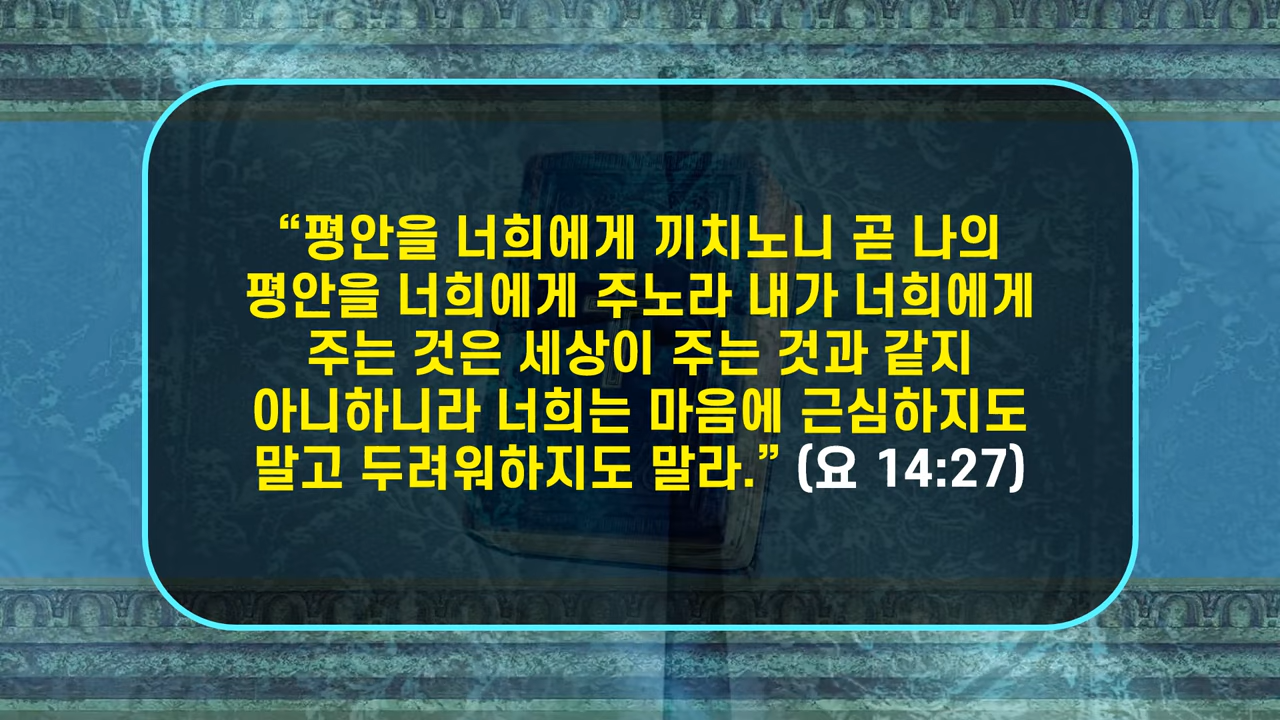 “평안을 너희에게 끼치노니 곧 나의
평안을 너희에게 주노라 내가 너희에게
주는 것은 세상이 주는 것과 같지
아니하니라 너희는 마음에 근심하지도
말고 두려워하지도 말라.” (요 14:27)